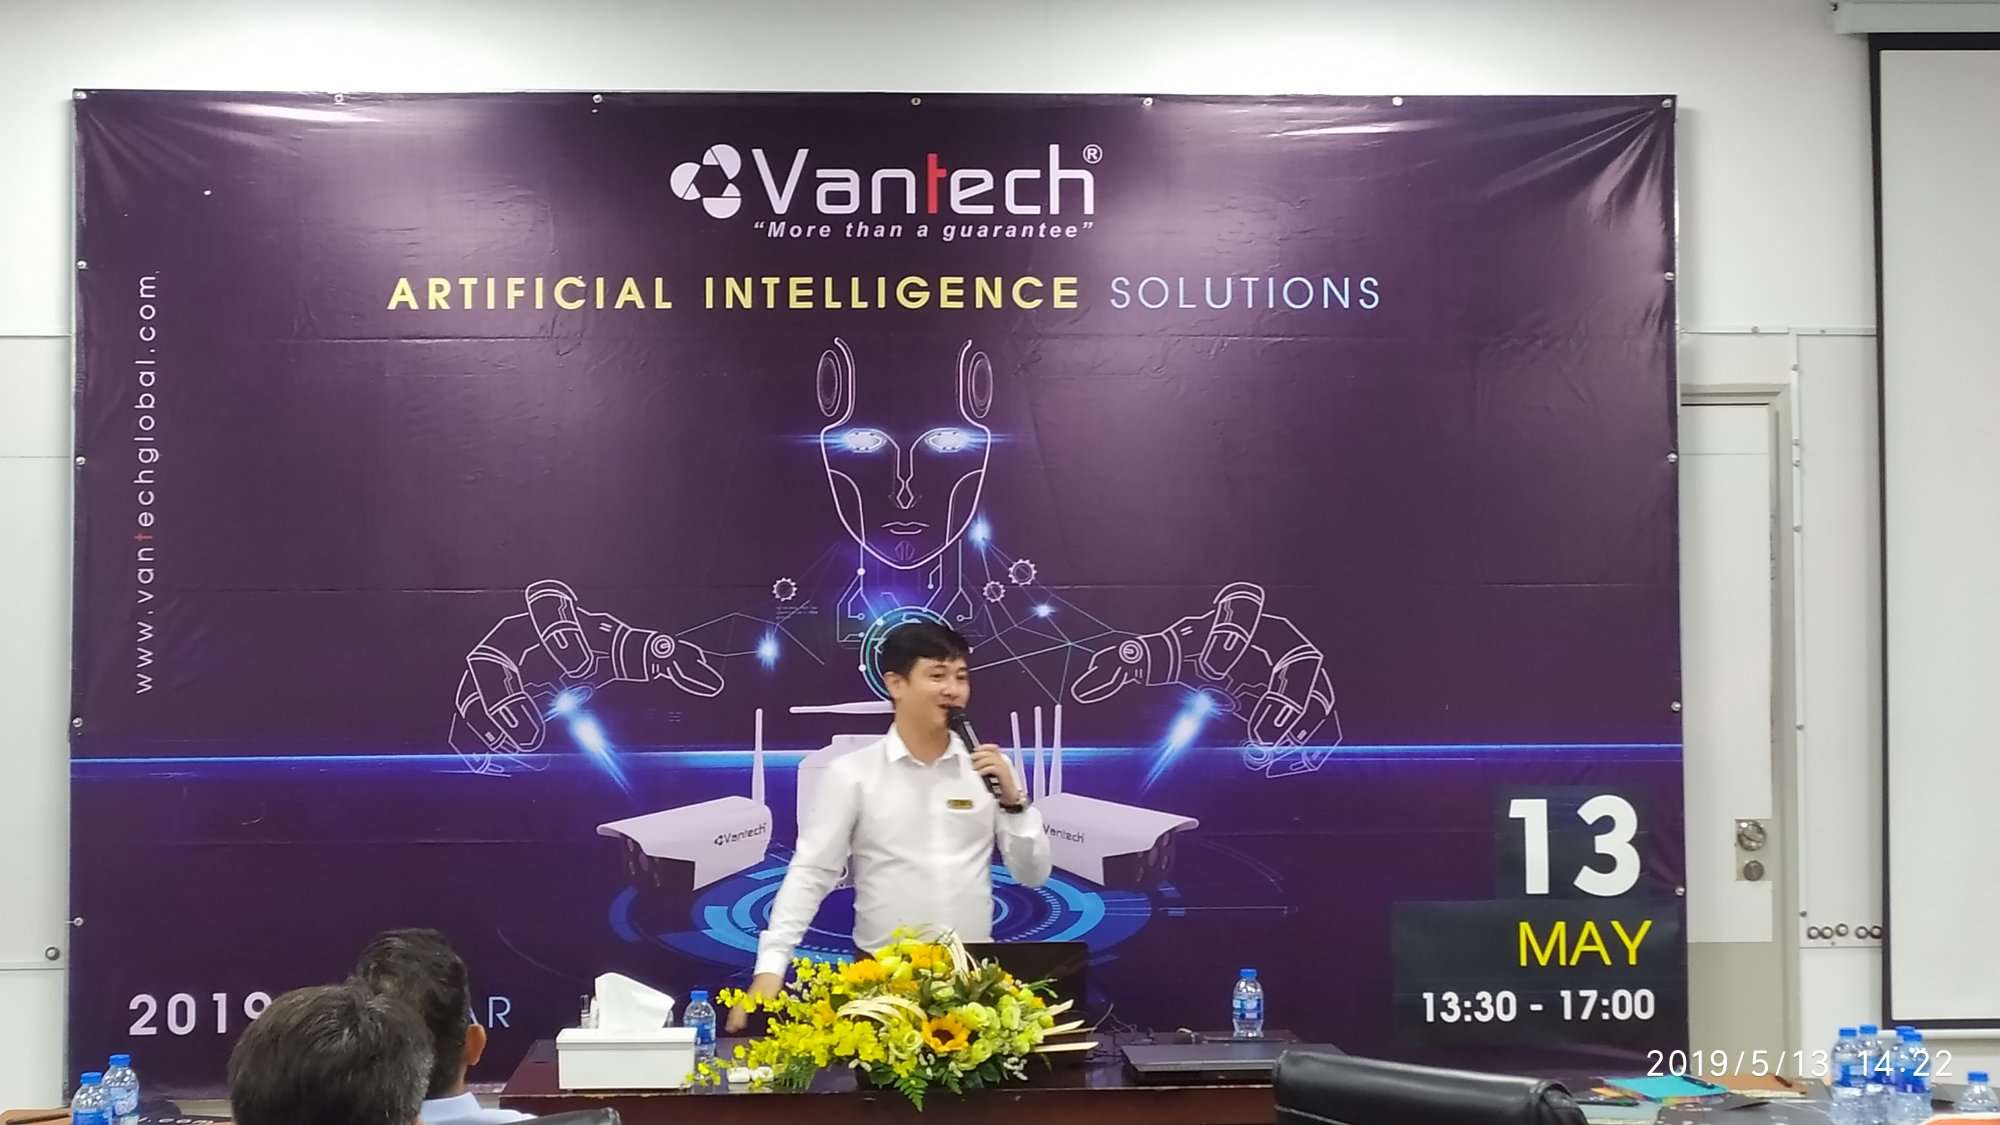 Vantech®
"More than a guarantee"
ARTIFICIAL INTELLIGENCE SOLUTIONS
www.vantechglobal.com
Vantech
Vantech
13
MAY
13:30 - 17:00
2019
2019/5/13 14:22